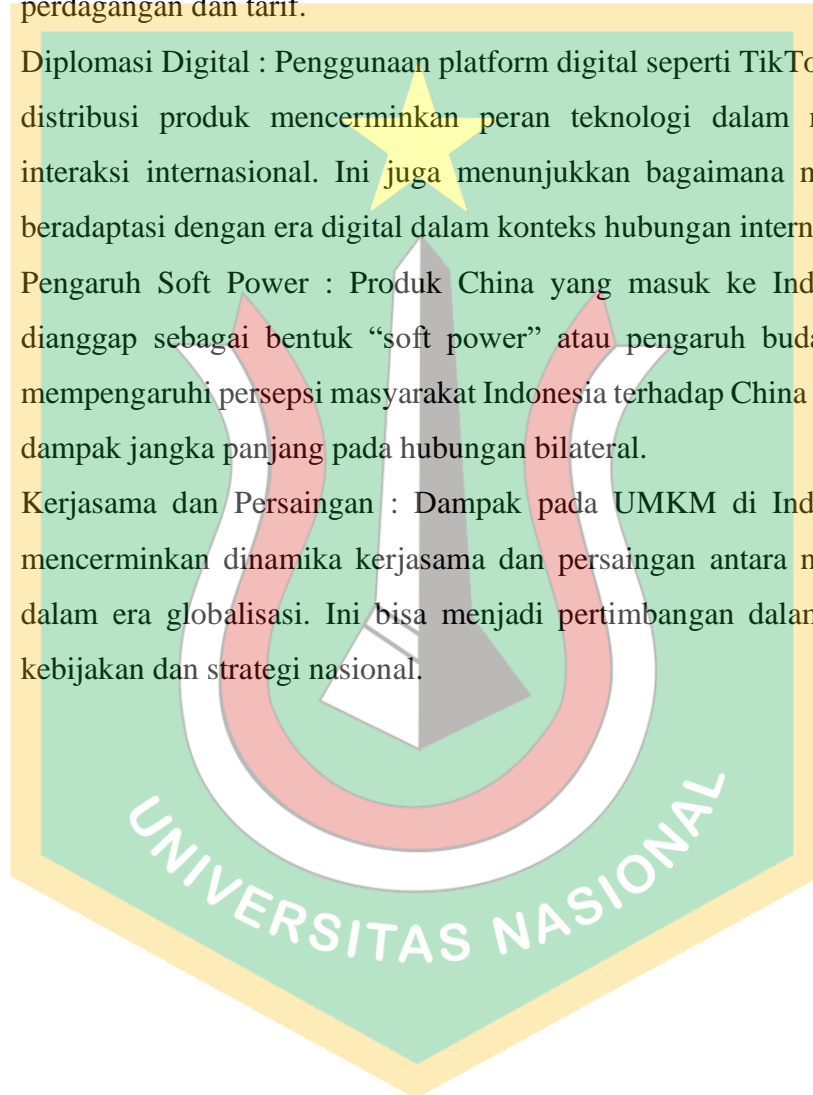 perdagangan dan tarif.
Diplomasi Digital : Penggunaan platform digital seperti
distribusi produk mencerminkan peran teknologi dalam
interaksi internasional. Ini juga menunjukkan bagaimana
beradaptasi dengan era digital dalam konteks hubungan
Pengaruh Soft Power : Produk China yang masuk ke
dianggap sebagai bentuk “soft power” atau pengaruh
mempengaruhi persepsi masyarakat Indonesia terhadap China
dampak jangka panjang pada hubungan bilateral.
Kerjasama dan Persaingan : Dampak pada UMKM di
mencerminkan dinamika kerjasama dan persaingan antara
dalam era globalisasi. Ini bisa menjadi pertimbangan dalam
kebijakan dan strategi nasional.
UNIVERSITAS NASIONAL